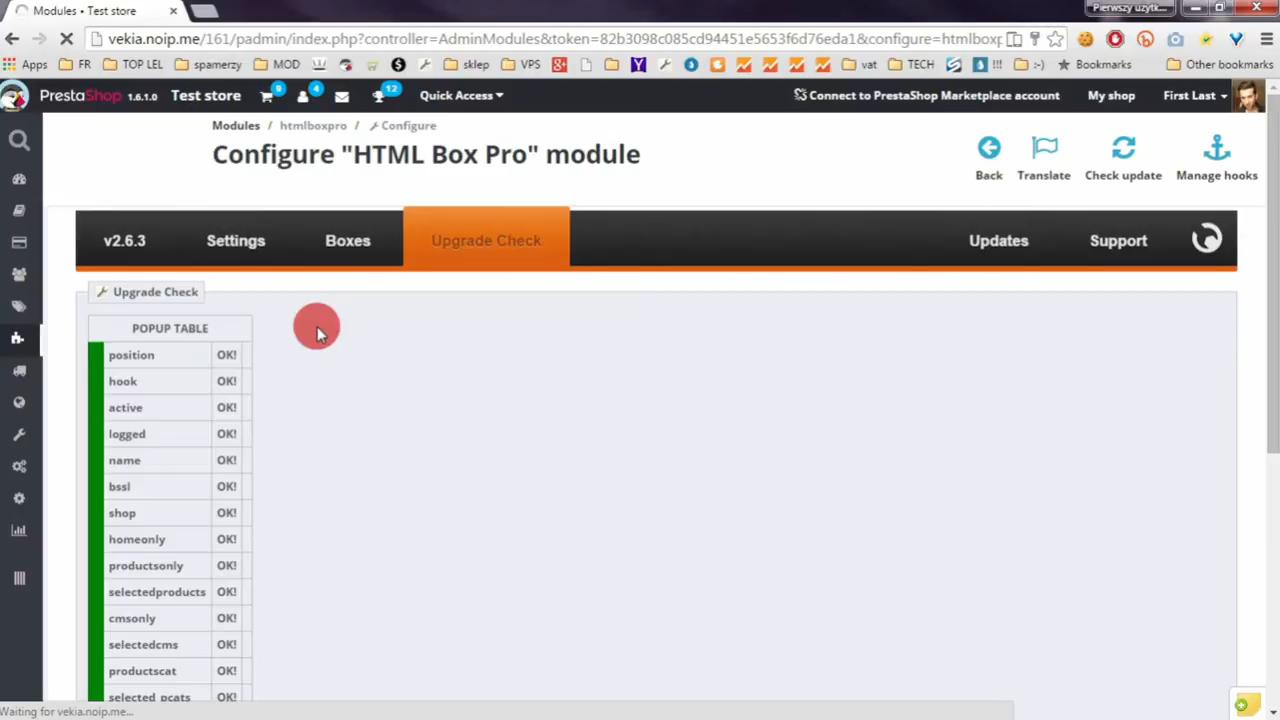 Modules • Test store
Pierwszy użytk...
vekia.noip.me/161/padmin/index.php?controller=AdminModules&token=82b3098c085cd94451e5653f6d76eda1&configure=htmlboxp
Apps FR TOP LEL spamerzy MOD sklep VPS vat TECH !!! :-) Bookmarks Other bookmarks
PrestaShop 1.6.1.0 Test store 9 4 12 Quick Access Connect to PrestaShop Marketplace account My shop First Last
Modules / htmlboxpro / Configure
Configure "HTML Box Pro" module
Back Translate Check update Manage hooks
v2.6.3 Settings Boxes Upgrade Check Updates Support
Upgrade Check
POPUP TABLE
position OK!
hook OK!
active OK!
logged OK!
name OK!
bssl OK!
shop OK!
homeonly OK!
productsonly OK!
selectedproducts OK!
cmsonly OK!
selectedcms OK!
productscat OK!
selected_pcats OK!
Waiting for vekia.noip.me...